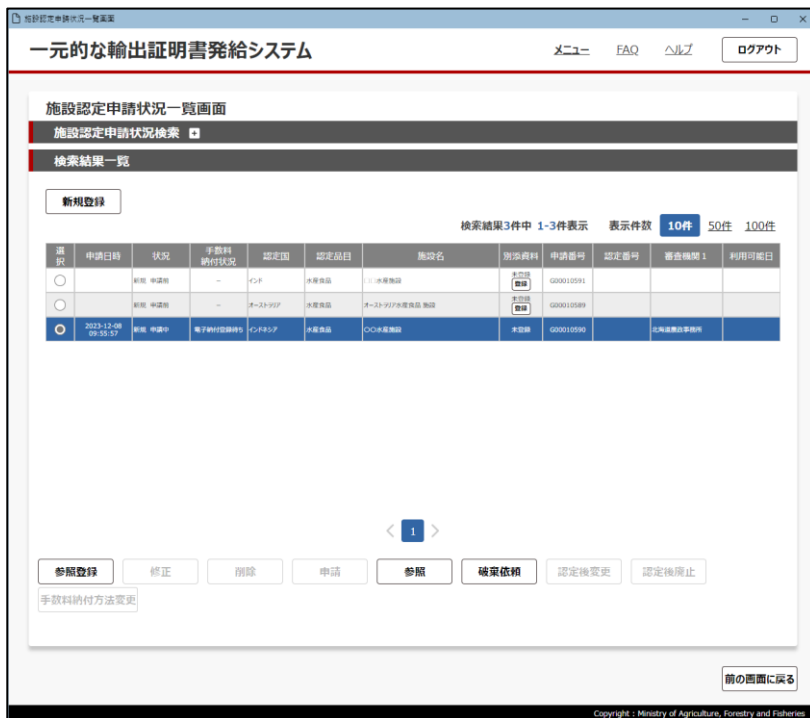 施設認定申請状況一覧画面
一元的な輸出証明書発給システム
メニュー FAQ ヘルプ ログアウト
施設認定申請状況一覧画面
施設認定申請状況検索 +
検索結果一覧
新規登録
検索結果3件中 1-3件表示 表示件数 10件 50件 100件
選択 申請日時 状況 手数料納付状況 認定国 認定品目 施設名 別添資料 申請番号 認定番号 審査機関1 利用可能日
新規 申請前 - インド 水産食品 水産施設 未登録 登録 G00010591
新規 申請前 - オーストラリア 水産食品 オーストラリア水産食品 施設 未登録 登録 G00010589
2023-12-08 09:55:57 新規 申請中 電子納付登録待ち インドネシア 水産食品 〇〇水産施設 未登録 G00010590 北海道農政事務所
< 1 >
参照登録 修正 削除 申請 参照 破棄依頼 認定後変更 認定後廃止
手数料納付方法変更
前の画面に戻る
Copyright : Ministry of Agriculture, Forestry and Fisheries